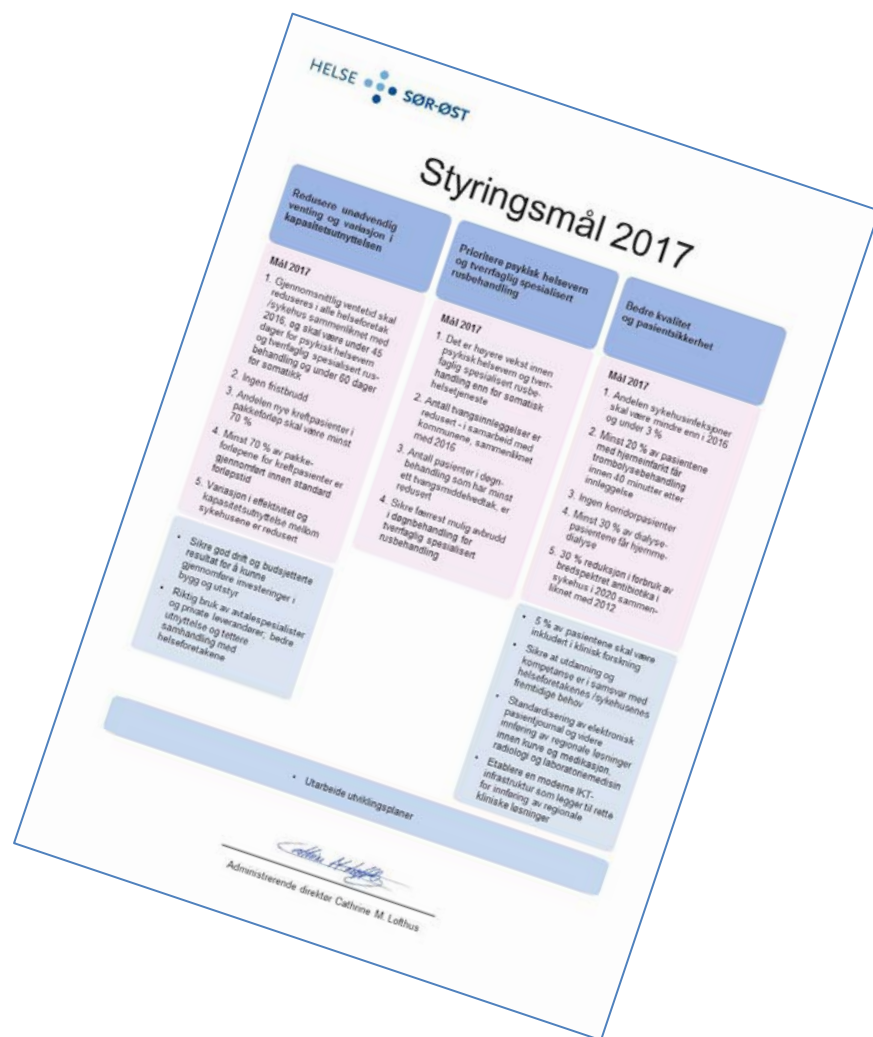 HELSE SØR-ØST
Styringsmål 2017
Redusere unødvendig
venting og variasjon i
kapasitetsutnyttelsen
Mål 2017
1. Gjennomsnittlig ventetid skal
reduseres i alle helseforetak
/sykehus sammenliknet med
2016, og skal være under 45
dager for psykisk helsevern
og tverrfaglig spesialisert rus-
behandling og under 60 dager
for somatikk
2. Ingen fristbrudd
3. Andelen nye kreftpasienter i
pakkeforløp skal være minst
70 %
4. Minst 70 % av pakke-
forløpene for kreftpasienter er
gjennomført innen standard
forløpstid
5. Variasjon i effektivitet og
kapasitetsutnyttelse mellom
sykehusene er redusert
• Sikre god drift og budsjetterte
resultat for å kunne
gjennomføre investeringer i
bygg og utstyr
• Riktig bruk av avtalespesialister
og private leverandører; bedre
utnyttelse og tettere
samhandling med
helseforetakene
Prioritere psykisk helsevern
og tverrfaglig spesialisert
rusbehandling
Mål 2017
1. Det er høyere vekst innen
psykisk helsevern og tverr-
faglig spesialisert rusbe-
handling enn for somatisk
helsetjeneste
2. Antall tvangsinnleggelser er
redusert - i samarbeid med
kommunene, sammenliknet
med 2016
3. Antall pasienter i døgn-
behandling som har minst
ett tvangsmiddelvedtak, er
redusert
4. Sikre færrest mulig avbrudd
i døgnbehandling for
tverrfaglig spesialisert
rusbehandling
Bedre kvalitet
og pasientsikkerhet
Mål 2017
1. Andelen sykehusinfeksjoner
skal være mindre enn i 2016
og under 3 %
2. Minst 20 % av pasientene
med hjerneinfarkt får
trombolysebehandling
innen 40 minutter etter
innleggelse
3. Ingen korridorpasienter
4. Minst 30 % av dialyse-
pasientene får hjemme-
dialyse
5. 30 % reduksjon i forbruk av
bredspektret antibiotika i
sykehus i 2020 sammen-
liknet med 2012
• 5 % av pasientene skal være
inkludert i klinisk forskning
• Sikre at utdanning og
kompetanse er i samsvar med
helseforetakenes /sykehusenes
fremtidige behov
• Standardisering av elektronisk
pasientjournal og videre
innføring av regionale løsninger
innen kurve og medikasjon,
radiologi og laboratoriemedisin
• Etablere en moderne IKT-
infrastruktur som legger til rette
for innføring av regionale
kliniske løsninger
• Utarbeide utviklingsplaner
Administrerende direktør Cathrine M. Lofthus